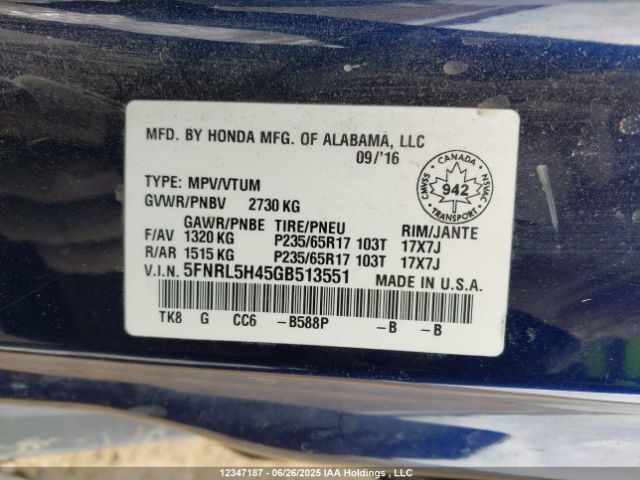 MFD. BY HONDA MFG. OF ALABAMA, LLC
09/'16
CANADA
CMVSS 942 NSVAC
TRANSPORT
TYPE: MPV/VTUM
GVWR/PNBV 2730 KG
GAWR/PNBE TIRE/PNEU RIM/JANTE
F/AV 1320 KG P235/65R17 103T 17X7J
R/AR 1515 KG P235/65R17 103T 17X7J
V.I.N. 5FNRL5H45GB513551 MADE IN U.S.A.
TK8 G CC6 –B588P –B –B
12347187 - 06/26/2025 IAA Holdings , LLC